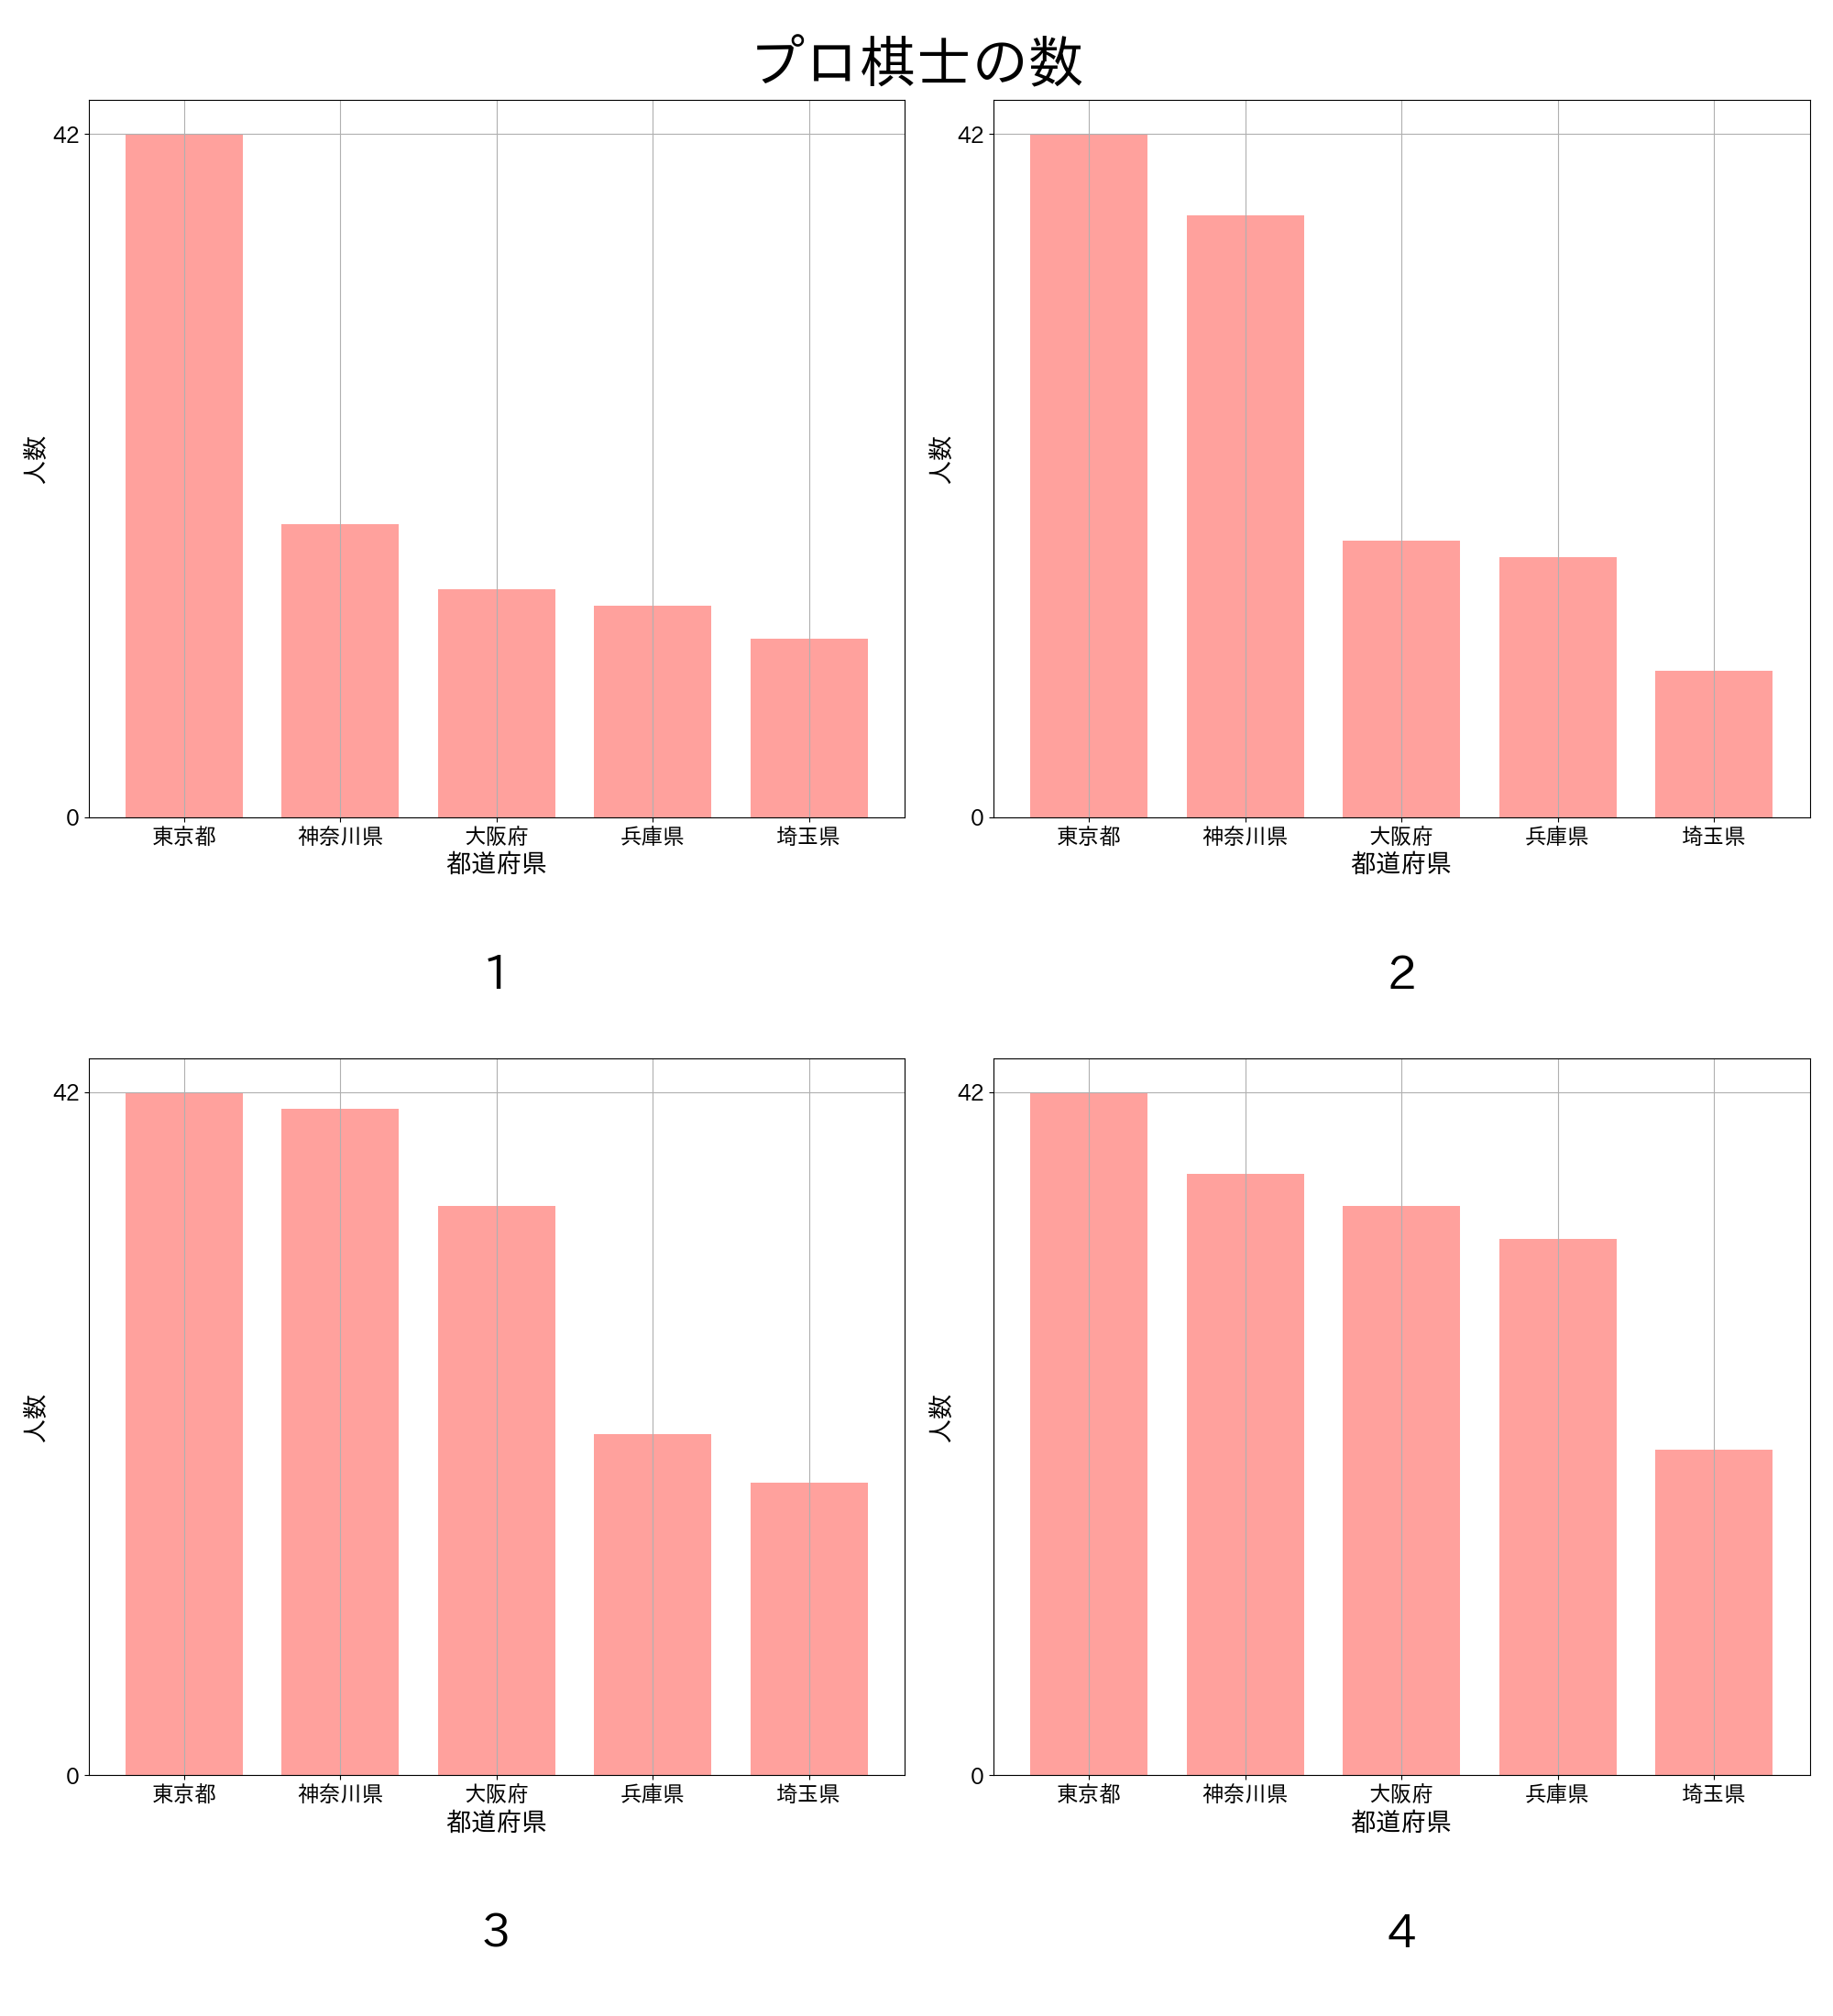 プロ棋士の数
42
人数
0
東京都 神奈川県 大阪府 兵庫県 埼玉県
都道府県
1
42
人数
0
東京都 神奈川県 大阪府 兵庫県 埼玉県
都道府県
2
42
人数
0
東京都 神奈川県 大阪府 兵庫県 埼玉県
都道府県
3
42
人数
0
東京都 神奈川県 大阪府 兵庫県 埼玉県
都道府県
4